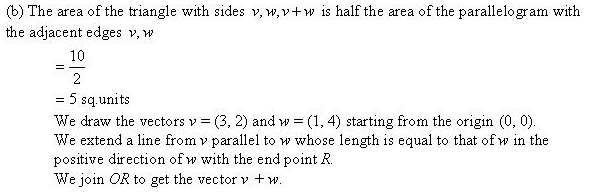 (b) The area of the triangle with sides v, w, v+w is half the area of the parallelogram with
the adjacent edges v, w
= 10/2
= 5 sq.units
We draw the vectors v = (3, 2) and w = (1, 4) starting from the origin (0, 0).
We extend a line from v parallel to w whose length is equal to that of w in the
positive direction of w with the end point R.
We join OR to get the vector v + w.